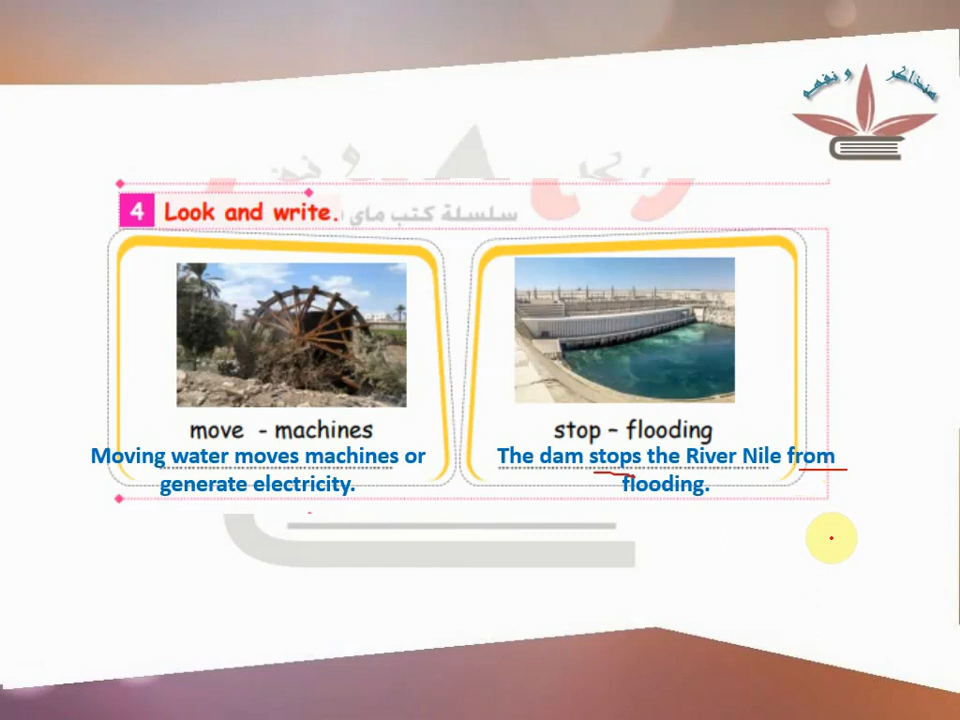 هنذاكر و نفهم
4 Look and write.
سلسلة كتب ماي
move - machines
Moving water moves machines or
generate electricity.
stop – flooding
The dam stops the River Nile from
flooding.